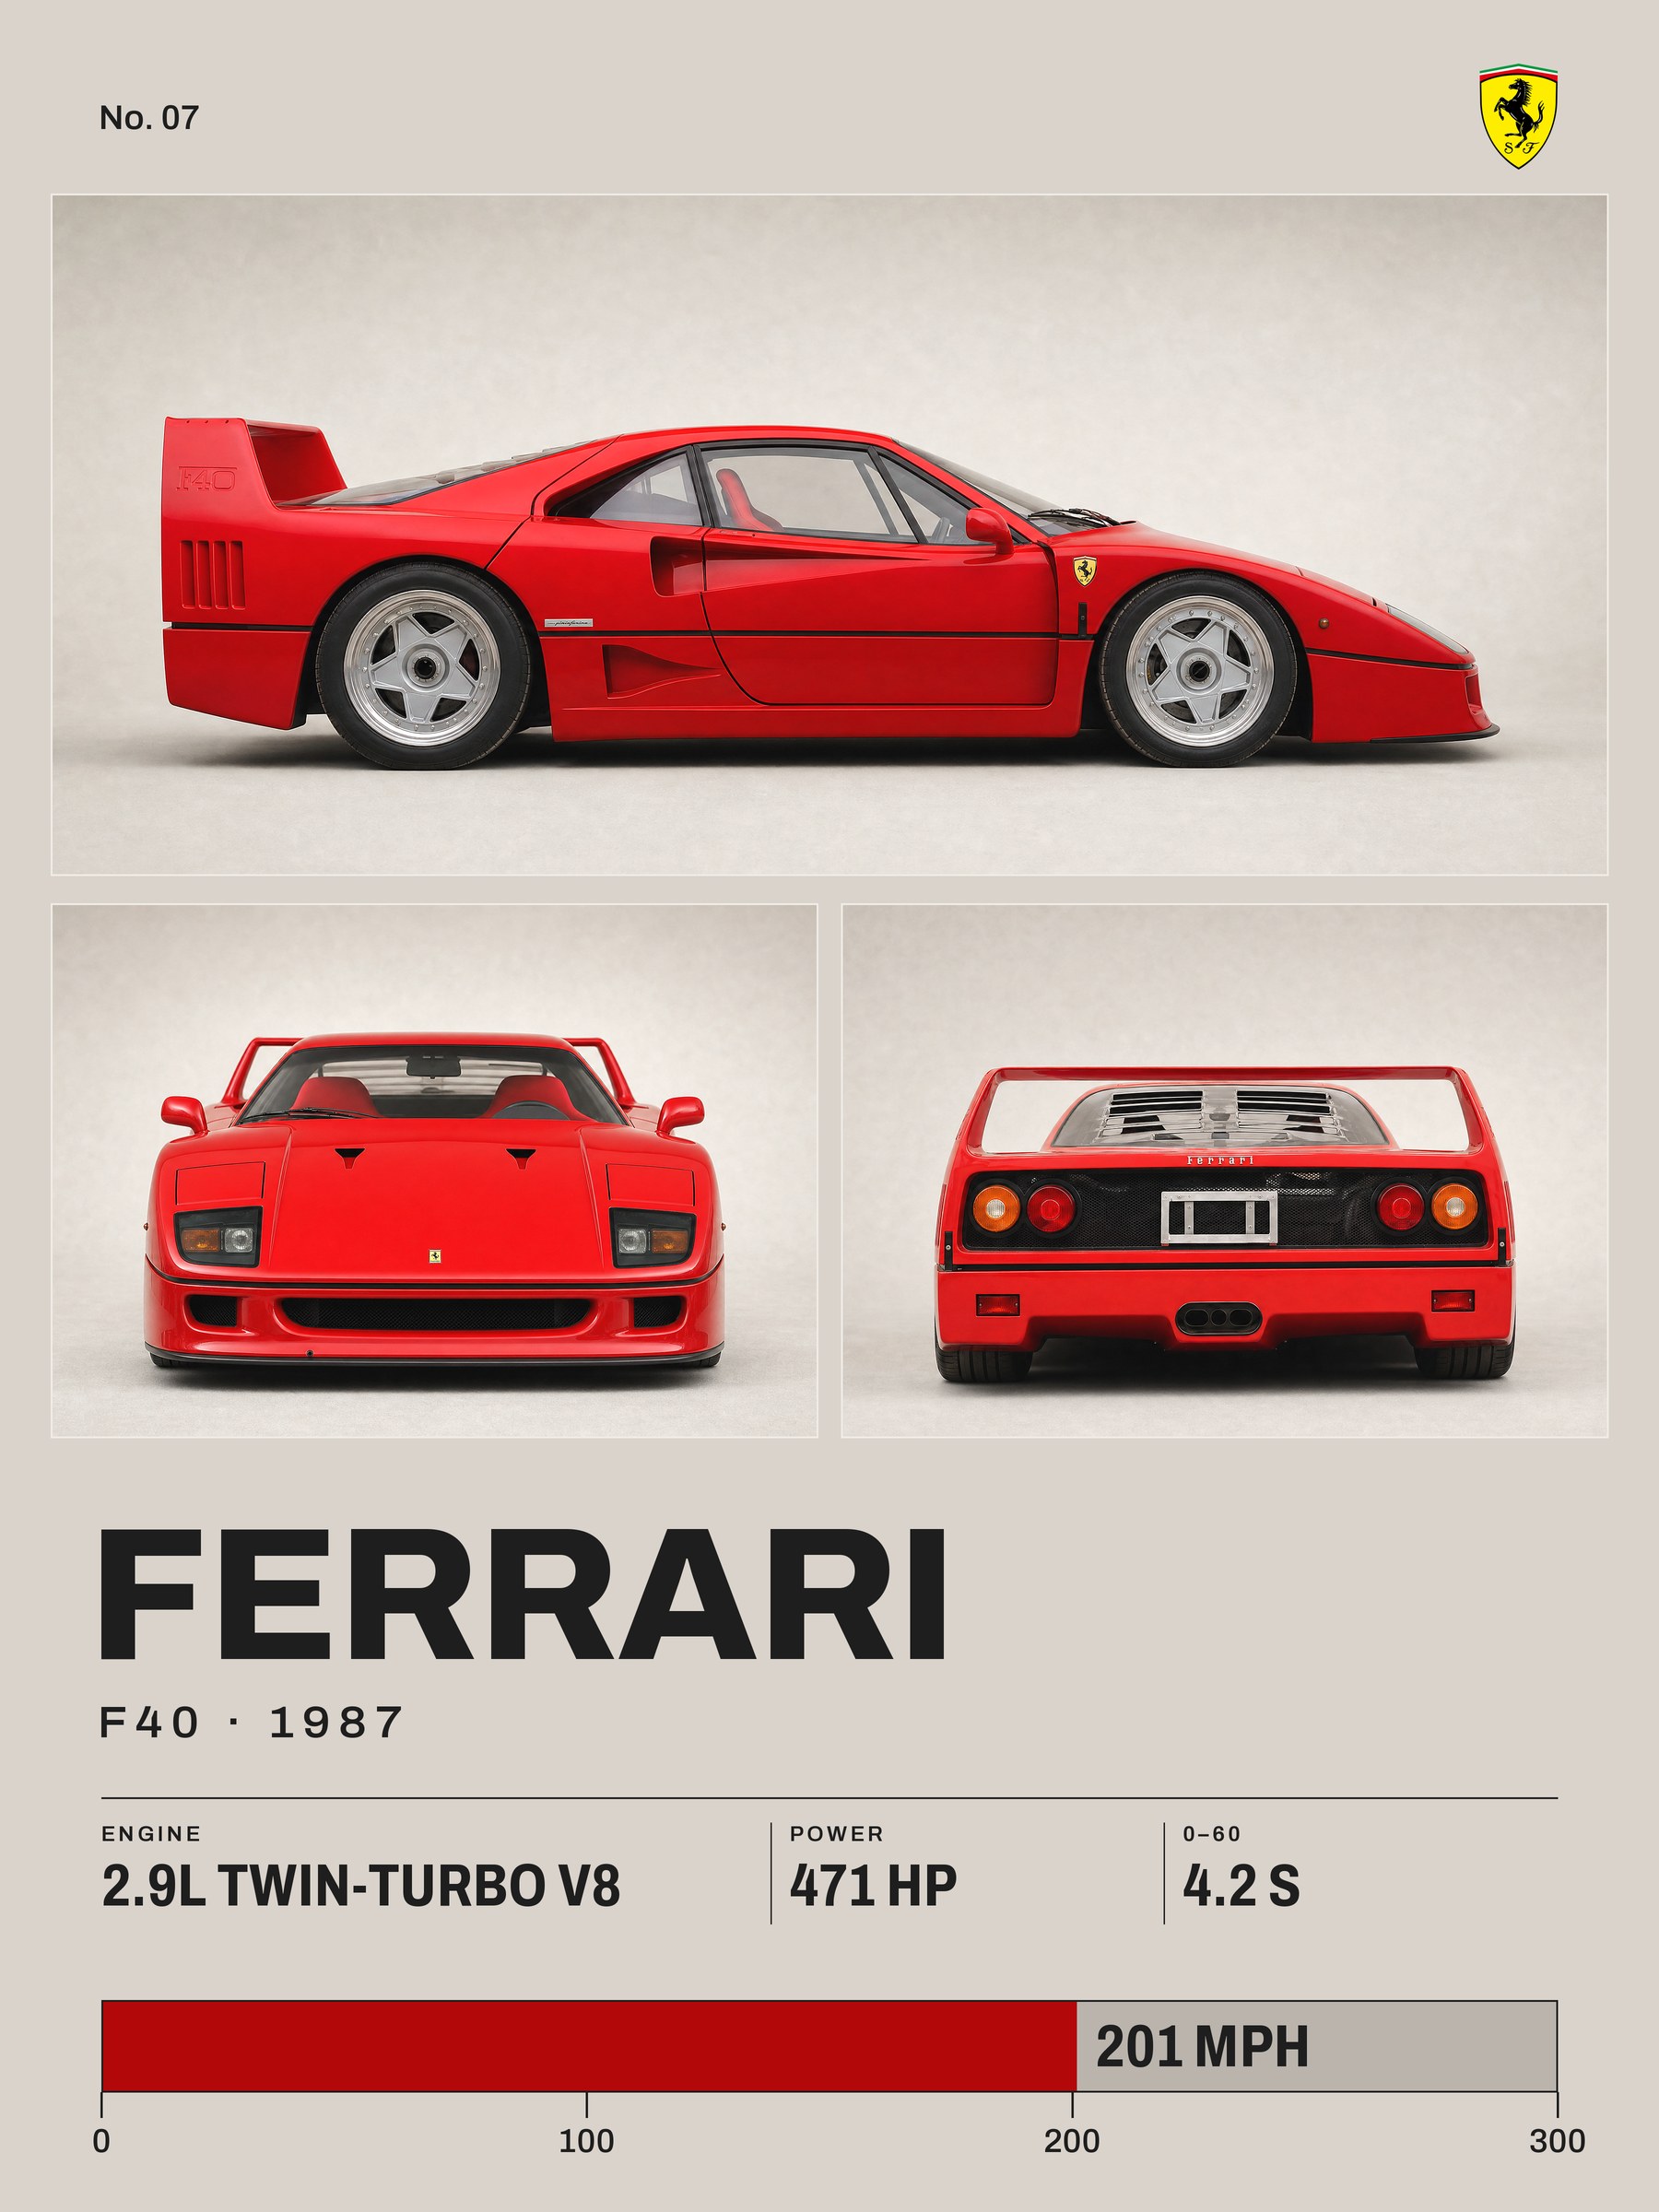 No. 07
S F
F40
pininfarina
Ferrari
FERRARI
F40 · 1987
ENGINE
2.9L TWIN-TURBO V8
POWER
471 HP
0–60
4.2 S
201 MPH
0 100 200 300